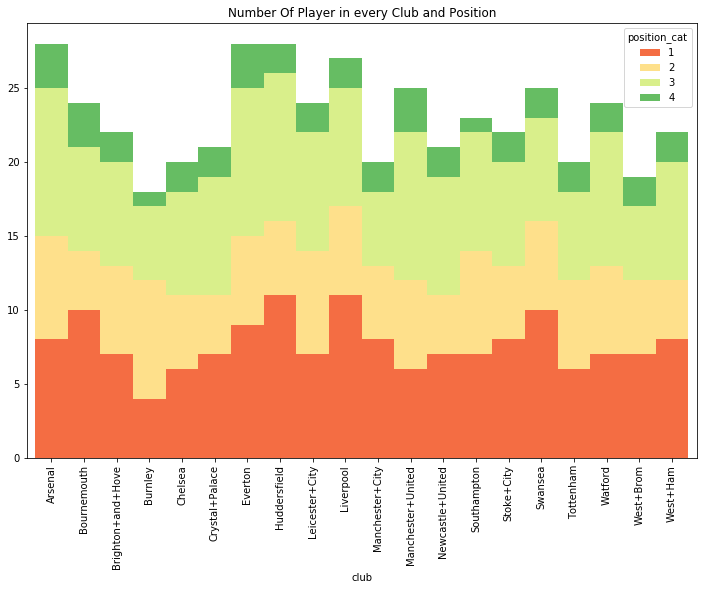 Number Of Player in every Club and Position
position_cat
1
2
3
4
25
20
15
10
5
0
Arsenal
Bournemouth
Brighton+and+Hove
Burnley
Chelsea
Crystal+Palace
Everton
Huddersfield
Leicester+City
Liverpool
Manchester+City
Manchester+United
Newcastle+United
Southampton
Stoke+City
Swansea
Tottenham
Watford
West+Brom
West+Ham
club